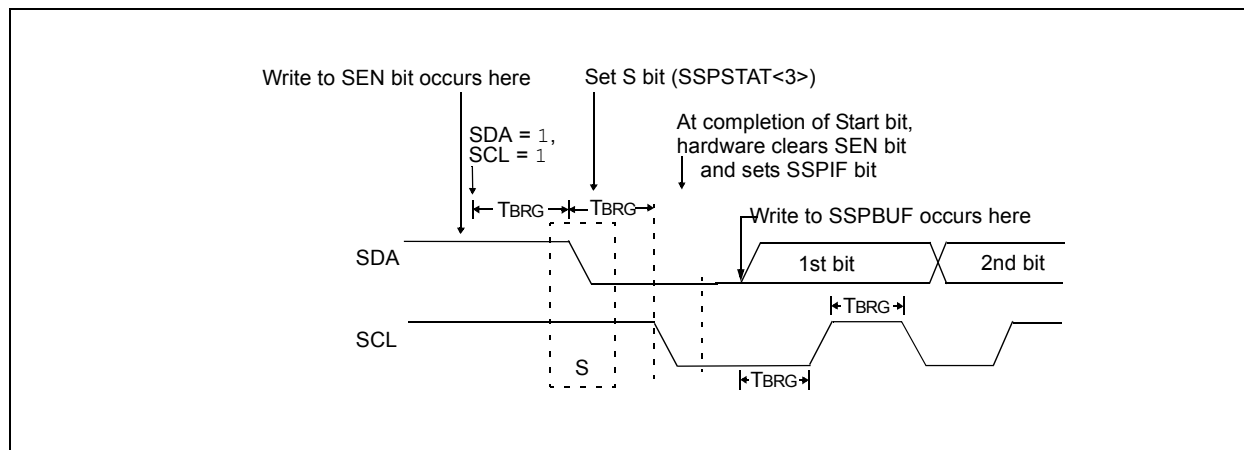 Write to SEN bit occurs here
Set S bit (SSPSTAT<3>)
SDA = 1,
SCL = 1
At completion of Start bit,
hardware clears SEN bit
and sets SSPIF bit
TBRG
TBRG
Write to SSPBUF occurs here
SDA
1st bit
2nd bit
TBRG
SCL
S
TBRG